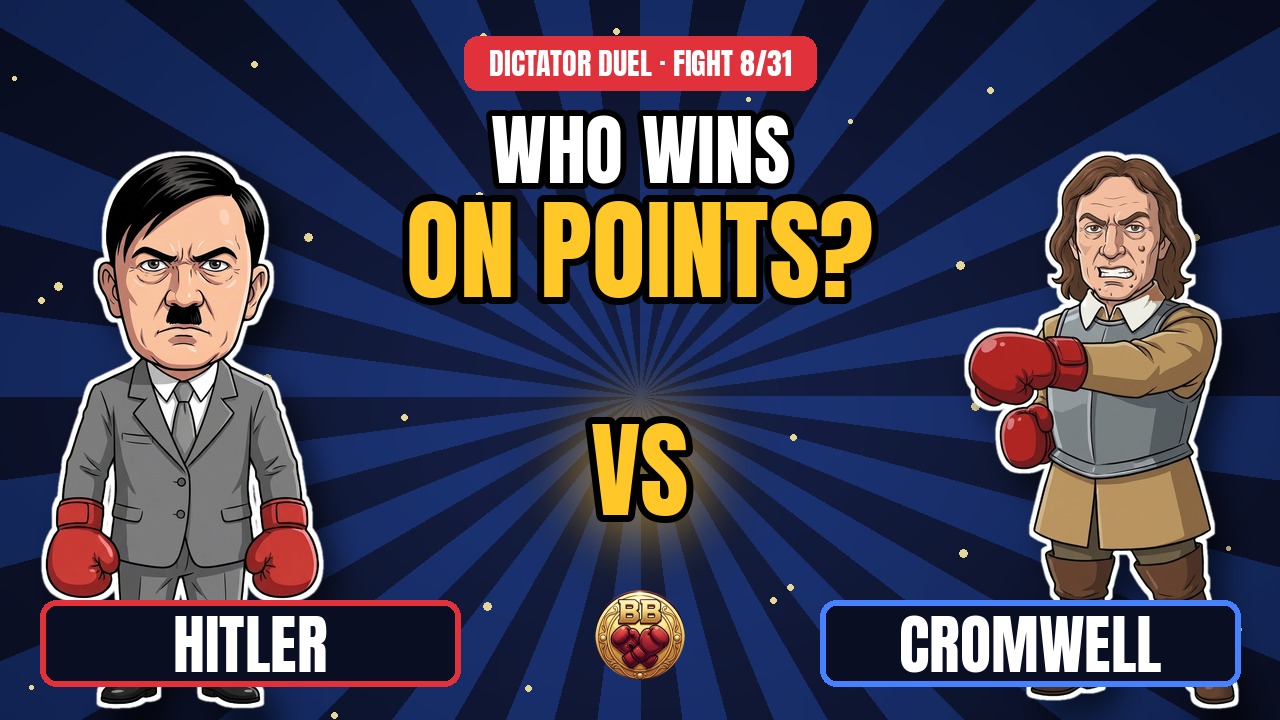 DICTATOR DUEL · FIGHT 8/31
WHO WINS
ON POINTS?
VS
BB
HITLER
CROMWELL